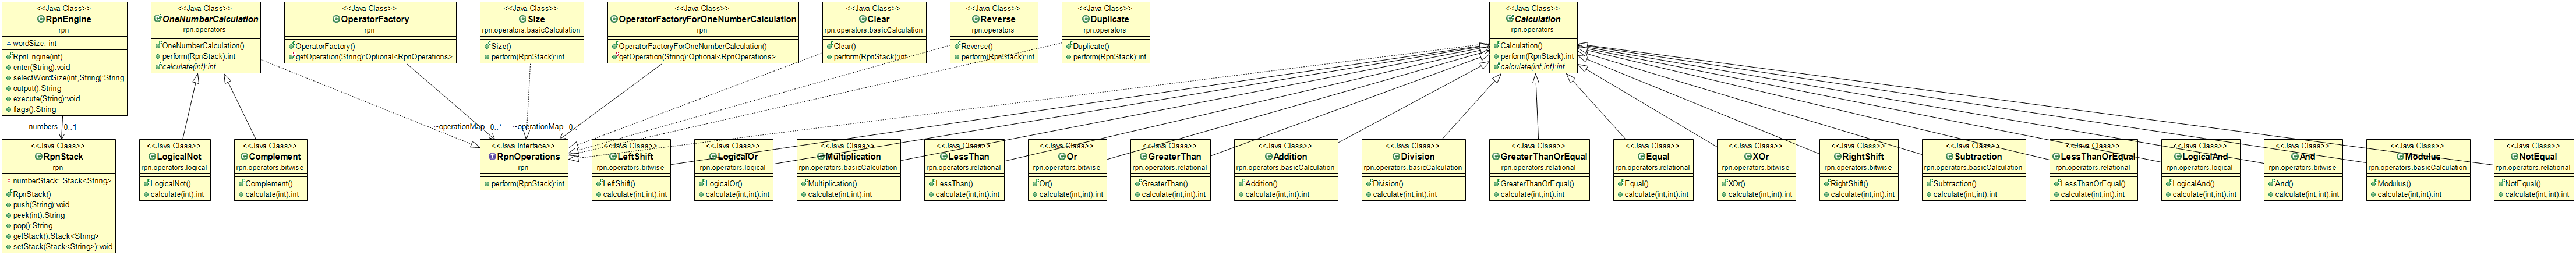 <<Java Class>>
RpnEngine
rpn
wordSize: int
RpnEngine(int)
enter(String):void
selectWordSize(int,String):String
output():String
execute(String):void
flags():String
<<Java Class>>
OneNumberCalculation
rpn.operators
OneNumberCalculation()
perform(RpnStack):int
calculate(int):int
<<Java Class>>
OperatorFactory
rpn
OperatorFactory()
getOperation(String):Optional<RpnOperations>
<<Java Class>>
Size
rpn.operators.basicCalculation
Size()
perform(RpnStack):int
<<Java Class>>
OperatorFactoryForOneNumberCalculation
rpn
OperatorFactoryForOneNumberCalculation()
getOperation(String):Optional<RpnOperations>
<<Java Class>>
Clear
rpn.operators.basicCalculation
Clear()
perform(RpnStack):int
<<Java Class>>
Reverse
rpn.operators
Reverse()
perform(RpnStack):int
<<Java Class>>
Duplicate
rpn.operators
Duplicate()
perform(RpnStack):int
<<Java Class>>
Calculation
rpn.operators
Calculation()
perform(RpnStack):int
calculate(int,int):int
-numbers 0..1
~operationMap 0..*
~operationMap 0..*
<<Java Class>>
RpnStack
rpn
numberStack: Stack<String>
RpnStack()
push(String):void
peek(int):String
pop():String
getStack():Stack<String>
setStack(Stack<String>):void
<<Java Class>>
LogicalNot
rpn.operators.logical
LogicalNot()
calculate(int):int
<<Java Class>>
Complement
rpn.operators.bitwise
Complement()
calculate(int):int
<<Java Interface>>
RpnOperations
rpn
perform(RpnStack):int
<<Java Class>>
LeftShift
rpn.operators.bitwise
LeftShift()
calculate(int,int):int
<<Java Class>>
LogicalOr
rpn.operators.logical
LogicalOr()
calculate(int,int):int
<<Java Class>>
Multiplication
rpn.operators.basicCalculation
Multiplication()
calculate(int,int):int
<<Java Class>>
LessThan
rpn.operators.relational
LessThan()
calculate(int,int):int
<<Java Class>>
Or
rpn.operators.bitwise
Or()
calculate(int,int):int
<<Java Class>>
GreaterThan
rpn.operators.relational
GreaterThan()
calculate(int,int):int
<<Java Class>>
Addition
rpn.operators.basicCalculation
Addition()
calculate(int,int):int
<<Java Class>>
Division
rpn.operators.basicCalculation
Division()
calculate(int,int):int
<<Java Class>>
GreaterThanOrEqual
rpn.operators.relational
GreaterThanOrEqual()
calculate(int,int):int
<<Java Class>>
Equal
rpn.operators.relational
Equal()
calculate(int,int):int
<<Java Class>>
XOr
rpn.operators.bitwise
XOr()
calculate(int,int):int
<<Java Class>>
RightShift
rpn.operators.bitwise
RightShift()
calculate(int,int):int
<<Java Class>>
Subtraction
rpn.operators.basicCalculation
Subtraction()
calculate(int,int):int
<<Java Class>>
LessThanOrEqual
rpn.operators.relational
LessThanOrEqual()
calculate(int,int):int
<<Java Class>>
LogicalAnd
rpn.operators.logical
LogicalAnd()
calculate(int,int):int
<<Java Class>>
And
rpn.operators.bitwise
And()
calculate(int,int):int
<<Java Class>>
Modulus
rpn.operators.basicCalculation
Modulus()
calculate(int,int):int
<<Java Class>>
NotEqual
rpn.operators.relational
NotEqual()
calculate(int,int):int